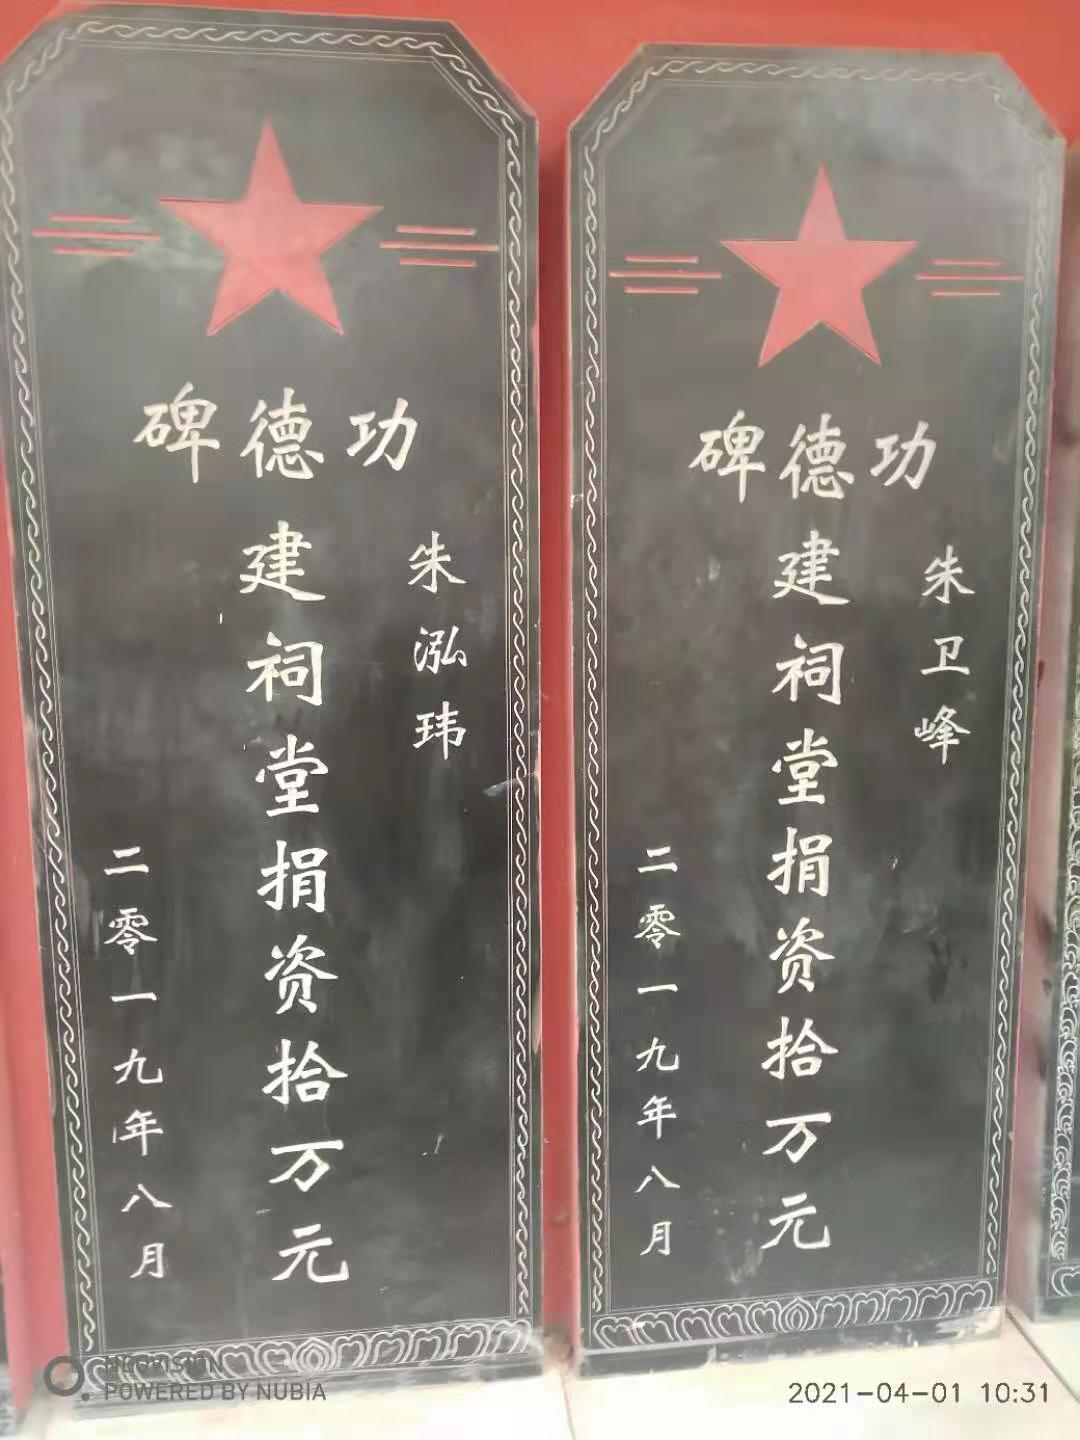 功德碑
朱泓玮
建祠堂捐资拾万元
二零一九年八月
功德碑
朱卫峰
建祠堂捐资拾万元
二零一九年八月
NEOVISION
POWERED BY NUBIA
2021-04-01 10:31